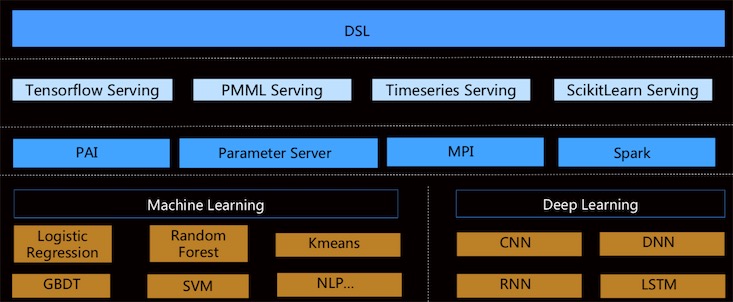 DSL
Tensorflow Serving
PMML Serving
Timeseries Serving
ScikitLearn Serving
PAI
Parameter Server
MPI
Spark
Machine Learning
Logistic
Regression
Random
Forest
Kmeans
GBDT
SVM
NLP...
Deep Learning
CNN
DNN
RNN
LSTM